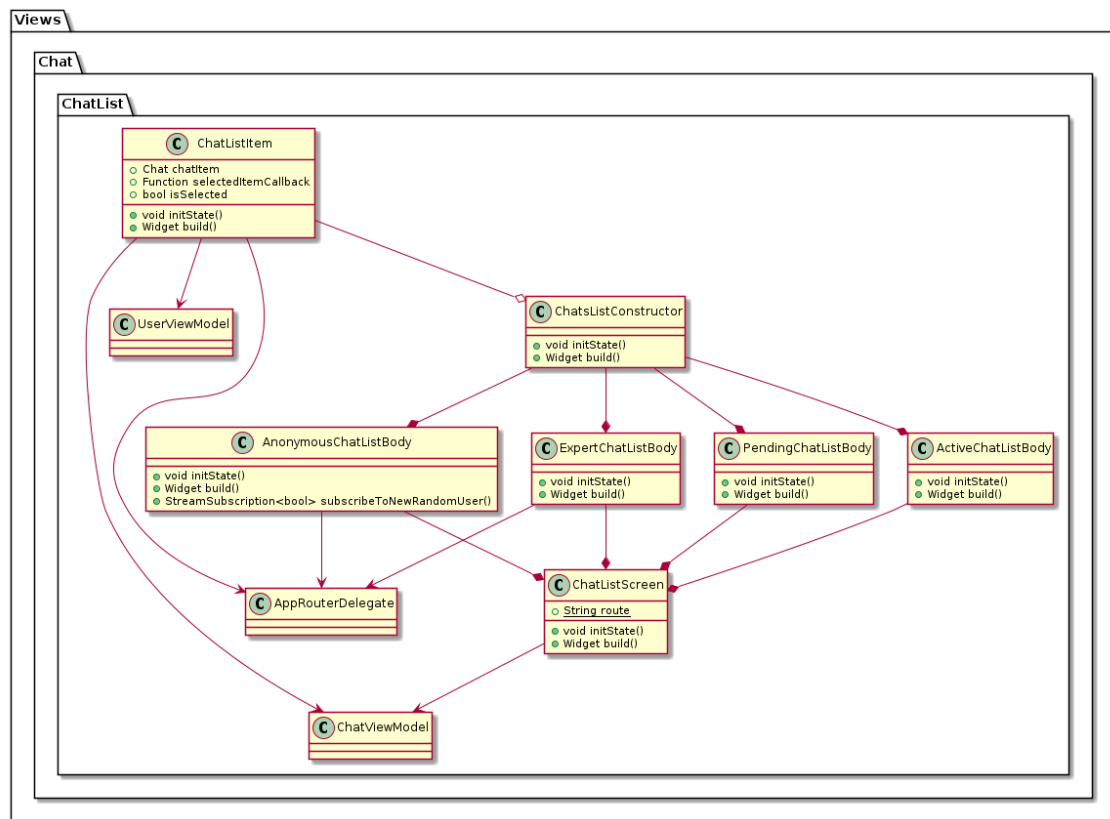 Views
Chat
ChatList
C ChatListItem
Chat chatItem
Function selectedItemCallback
bool isSelected
void initState()
Widget build()
C UserViewModel
C ChatsListConstructor
void initState()
Widget build()
C AnonymousChatListBody
void initState()
Widget build()
StreamSubscription<bool> subscribeToNewRandomUser()
C ExpertChatListBody
void initState()
Widget build()
C PendingChatListBody
void initState()
Widget build()
C ActiveChatListBody
void initState()
Widget build()
C AppRouterDelegate
C ChatListScreen
String route
void initState()
Widget build()
C ChatViewModel